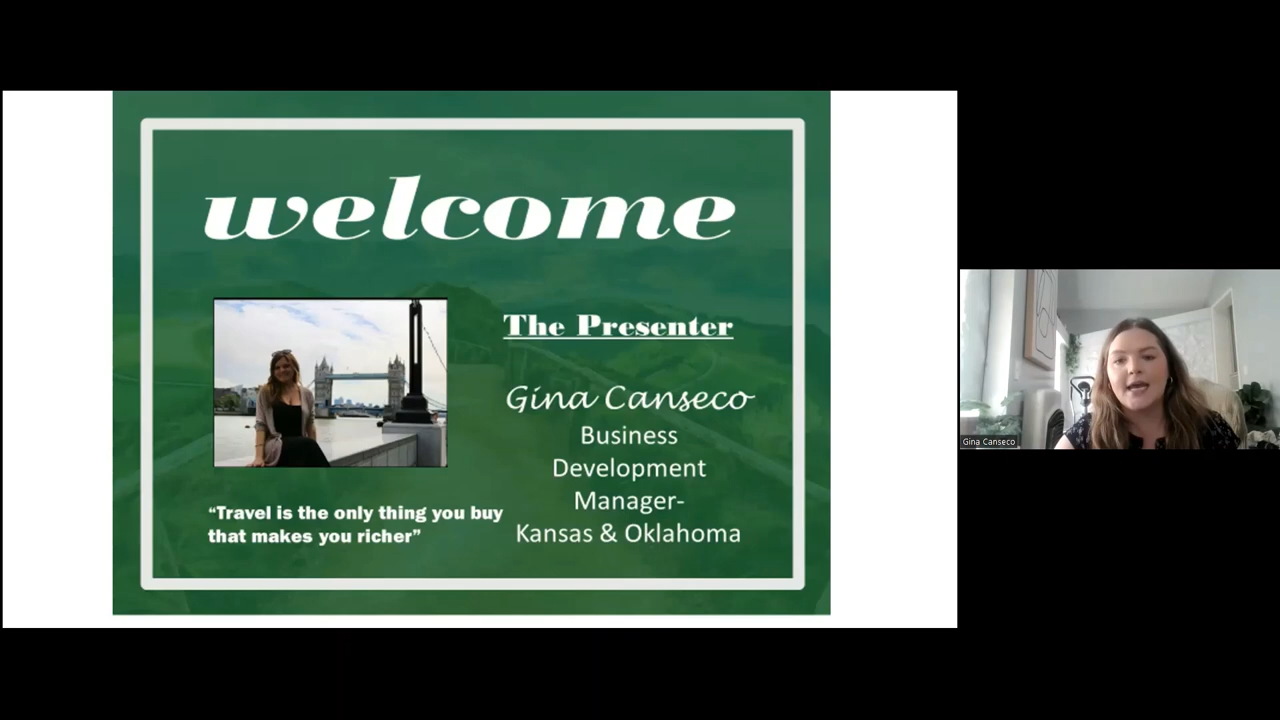 welcome
The Presenter
Gina Canseco
Business
Development
Manager-
Kansas & Oklahoma
“Travel is the only thing you buy
that makes you richer”
Gina Canseco